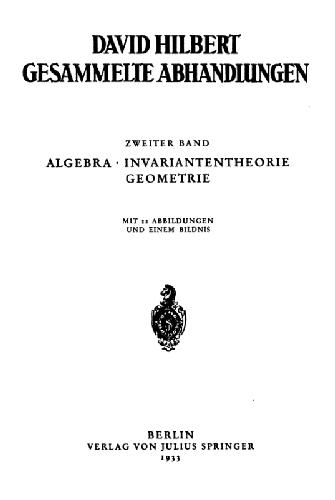 DAVID HILBERT
GESAMMELTE ABHANDLUNGEN
ZWEITER BAND
ALGEBRA · INVARIANTENTHEORIE
GEOMETRIE
MIT 12 ABBILDUNGEN
UND EINEM BILDNIS
BERLIN
VERLAG VON JULIUS SPRINGER
1933